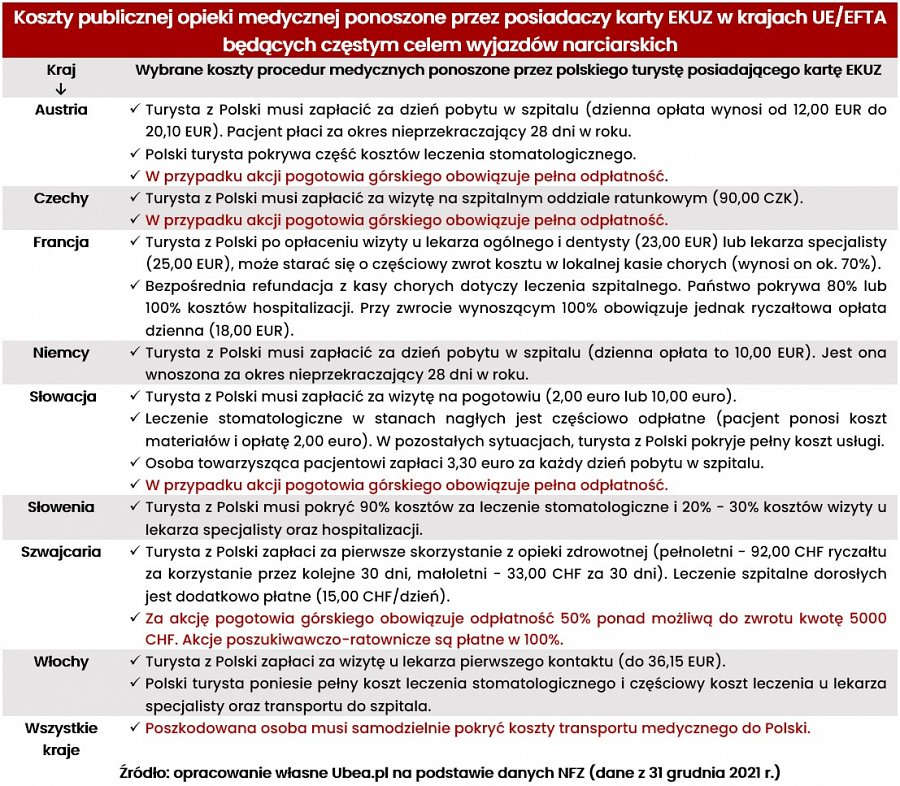 Koszty publicznej opieki medycznej ponoszone przez posiadaczy karty EKUZ w krajach UE/EFTA
będących częstym celem wyjazdów narciarskich
Kraj
↓
Wybrane koszty procedur medycznych ponoszone przez polskiego turystę posiadającego kartę EKUZ
Austria
✓ Turysta z Polski musi zapłacić za dzień pobytu w szpitalu (dzienna opłata wynosi od 12,00 EUR do
20,10 EUR). Pacjent płaci za okres nieprzekraczający 28 dni w roku.
✓ Polski turysta pokrywa część kosztów leczenia stomatologicznego.
✓ W przypadku akcji pogotowia górskiego obowiązuje pełna odpłatność.
Czechy
✓ Turysta z Polski musi zapłacić za wizytę na szpitalnym oddziale ratunkowym (90,00 CZK).
✓ W przypadku akcji pogotowia górskiego obowiązuje pełna odpłatność.
Francja
✓ Turysta z Polski po opłaceniu wizyty u lekarza ogólnego i dentysty (23,00 EUR) lub lekarza specjalisty
(25,00 EUR), może starać się o częściowy zwrot kosztu w lokalnej kasie chorych (wynosi on ok. 70%).
✓ Bezpośrednia refundacja z kasy chorych dotyczy leczenia szpitalnego. Państwo pokrywa 80% lub
100% kosztów hospitalizacji. Przy zwrocie wynoszącym 100% obowiązuje jednak ryczałtowa opłata
dzienna (18,00 EUR).
Niemcy
✓ Turysta z Polski musi zapłacić za dzień pobytu w szpitalu (dzienna opłata to 10,00 EUR). Jest ona
wnoszona za okres nieprzekraczający 28 dni w roku.
Słowacja
✓ Turysta z Polski musi zapłacić za wizytę na pogotowiu (2,00 euro lub 10,00 euro).
✓ Leczenie stomatologiczne w stanach nagłych jest częściowo odpłatne (pacjent ponosi koszt
materiałów i opłatę 2,00 euro). W pozostałych sytuacjach, turysta z Polski pokryje pełny koszt usługi.
✓ Osoba towarzysząca pacjentowi zapłaci 3,30 euro za każdy dzień pobytu w szpitalu.
✓ W przypadku akcji pogotowia górskiego obowiązuje pełna odpłatność.
Słowenia
✓ Turysta z Polski musi pokryć 90% kosztów za leczenie stomatologiczne i 20% - 30% kosztów wizyty u
lekarza specjalisty oraz hospitalizacji.
Szwajcaria
✓ Turysta z Polski zapłaci za pierwsze skorzystanie z opieki zdrowotnej (pełnoletni - 92,00 CHF ryczałtu
za korzystanie przez kolejne 30 dni, małoletni - 33,00 CHF za 30 dni). Leczenie szpitalne dorosłych
jest dodatkowo płatne (15,00 CHF/dzień).
✓ Za akcję pogotowia górskiego obowiązuje odpłatność 50% ponad możliwą do zwrotu kwotę 5000
CHF. Akcje poszukiwawczo-ratownicze są płatne w 100%.
Włochy
✓ Turysta z Polski zapłaci za wizytę u lekarza pierwszego kontaktu (do 36,15 EUR).
✓ Polski turysta poniesie pełny koszt leczenia stomatologicznego i częściowy koszt leczenia u lekarza
specjalisty oraz transportu do szpitala.
Wszystkie
kraje
✓ Poszkodowana osoba musi samodzielnie pokryć koszty transportu medycznego do Polski.
Źródło: opracowanie własne Ubea.pl na podstawie danych NFZ (dane z 31 grudnia 2021 r.)